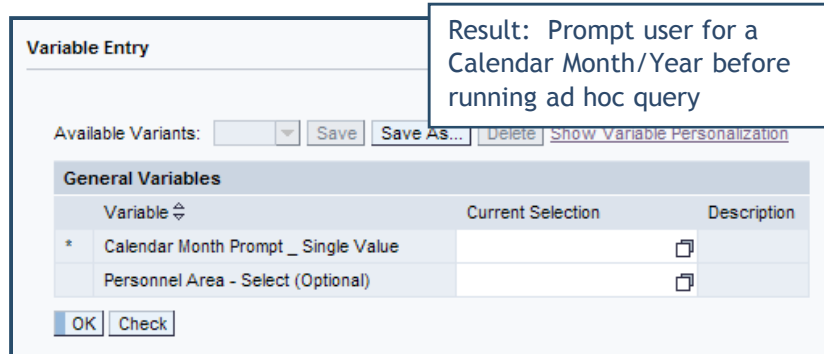 Variable Entry
Result: Prompt user for a
Calendar Month/Year before
running ad hoc query
Available Variants: Save Save As... Delete Show Variable Personalization
General Variables
Variable Current Selection Description
* Calendar Month Prompt _ Single Value
Personnel Area - Select (Optional)
OK Check